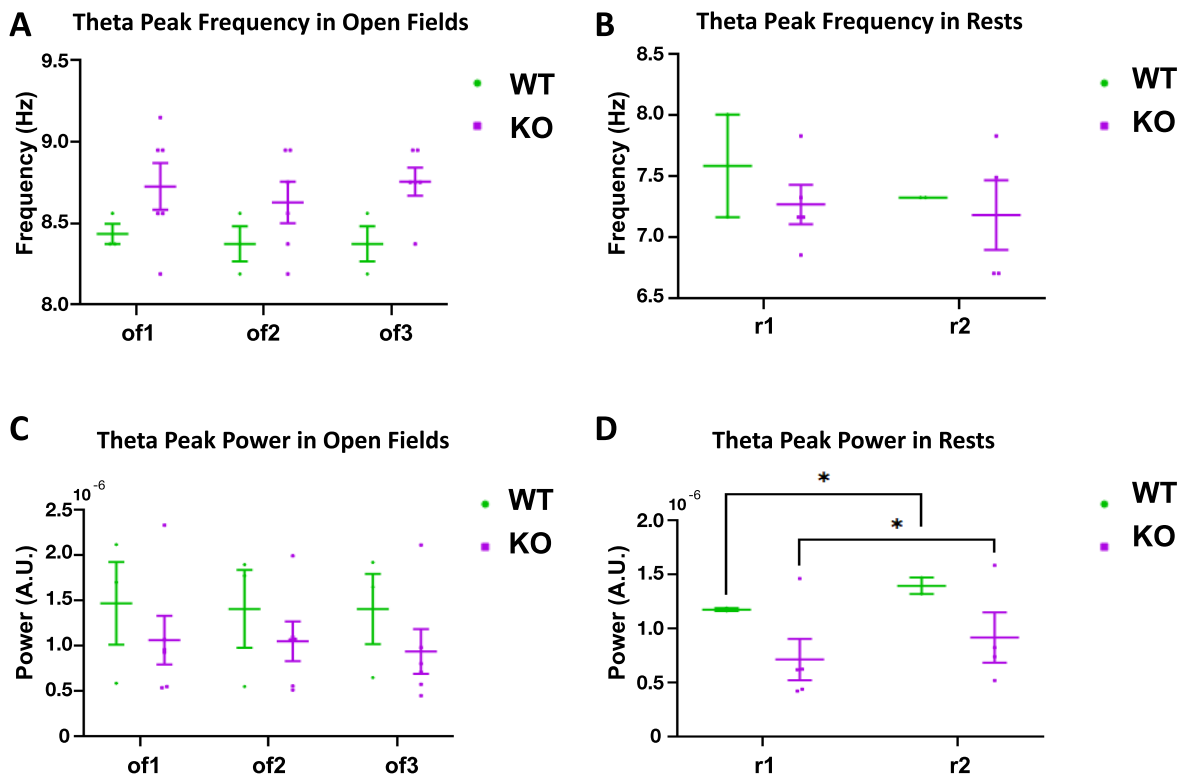 A
Theta Peak Frequency in Open Fields
Frequency (Hz)
9.5
9.0
8.5
8.0
of1
of2
of3
WT
KO
B
Theta Peak Frequency in Rests
Frequency (Hz)
8.5
8.0
7.5
7.0
6.5
r1
r2
WT
KO
C
Theta Peak Power in Open Fields
10-6
Power (A.U.)
2.5
2.0
1.5
1.0
0.5
0
of1
of2
of3
WT
KO
D
Theta Peak Power in Rests
10-6
Power (A.U.)
2.0
1.5
1.0
0.5
0
*
*
r1
r2
WT
KO